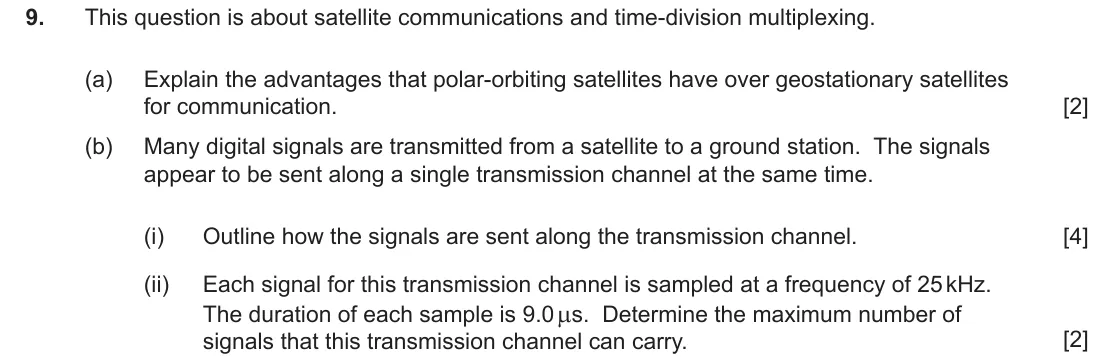 9. This question is about satellite communications and time-division multiplexing.
(a) Explain the advantages that polar-orbiting satellites have over geostationary satellites
for communication. [2]
(b) Many digital signals are transmitted from a satellite to a ground station. The signals
appear to be sent along a single transmission channel at the same time.
(i) Outline how the signals are sent along the transmission channel. [4]
(ii) Each signal for this transmission channel is sampled at a frequency of 25 kHz.
The duration of each sample is 9.0 μs. Determine the maximum number of
signals that this transmission channel can carry. [2]